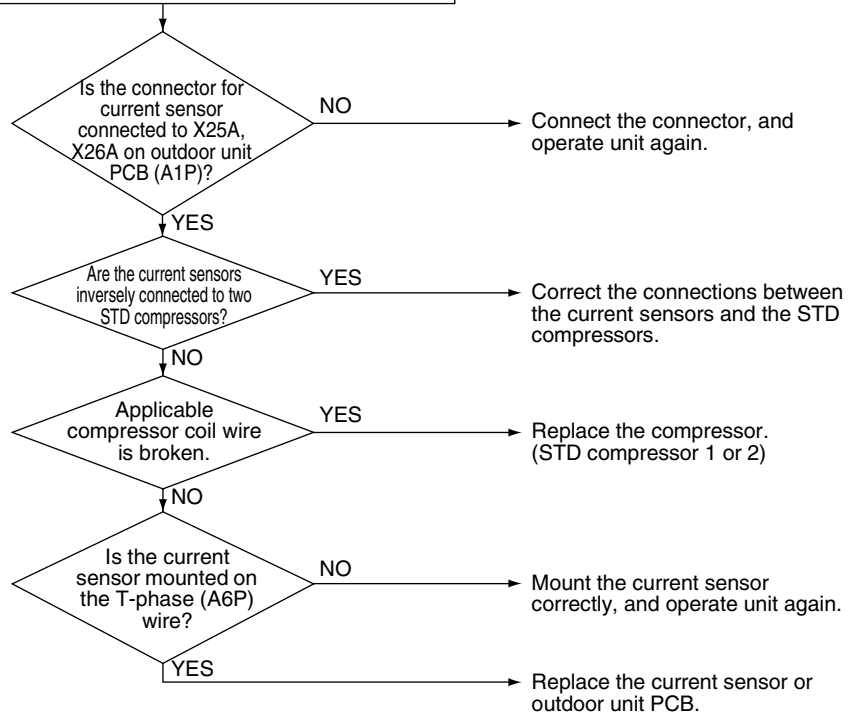 Is the connector for
current sensor
connected to X25A,
X26A on outdoor unit
PCB (A1P)?
NO
Connect the connector, and
operate unit again.
YES
Are the current sensors
inversely connected to two
STD compressors?
YES
Correct the connections between
the current sensors and the STD
compressors.
NO
Applicable
compressor coil wire
is broken.
YES
Replace the compressor.
(STD compressor 1 or 2)
NO
Is the current
sensor mounted on
the T-phase (A6P)
wire?
NO
Mount the current sensor
correctly, and operate unit again.
YES
Replace the current sensor or
outdoor unit PCB.